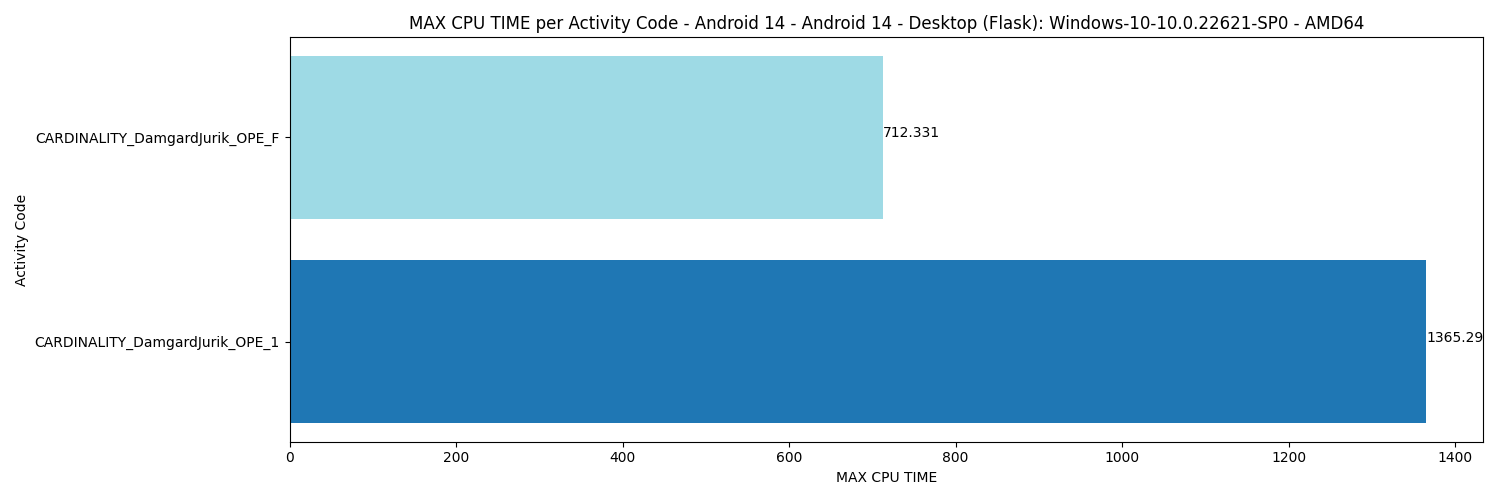 MAX CPU TIME per Activity Code - Android 14 - Android 14 - Desktop (Flask): Windows-10-10.0.22621-SP0 - AMD64
Activity Code
CARDINALITY_DamgardJurik_OPE_F
712.331
CARDINALITY_DamgardJurik_OPE_1
1365.29
0 200 400 600 800 1000 1200 1400
MAX CPU TIME